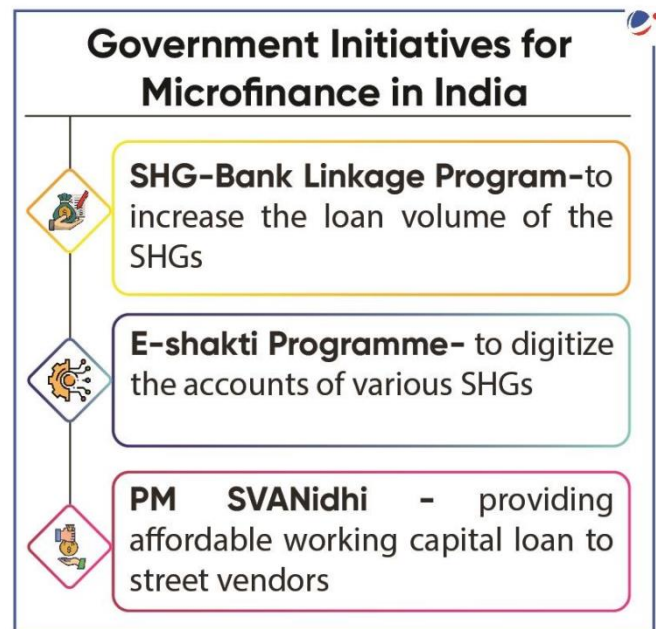 Government Initiatives for
Microfinance in India
SHG-Bank Linkage Program-to
increase the loan volume of the
SHGs
E-shakti Programme- to digitize
the accounts of various SHGs
PM SVANidhi - providing
affordable working capital loan to
street vendors